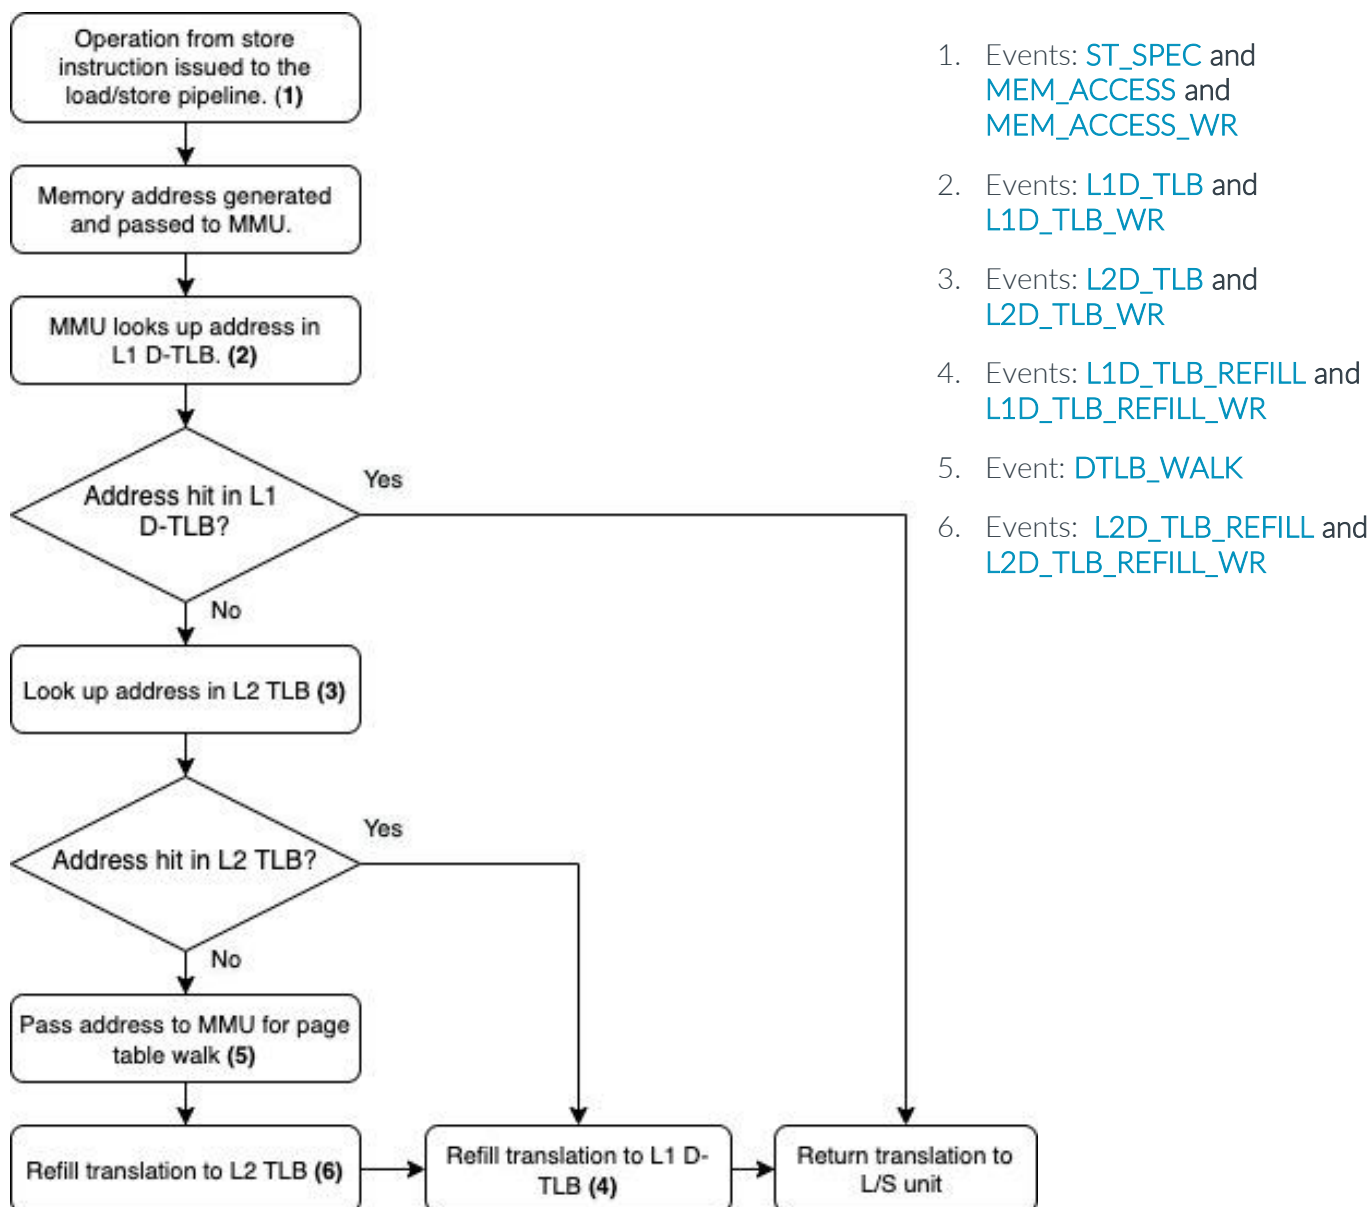 Operation from store
instruction issued to the
load/store pipeline. (1)
Memory address generated
and passed to MMU.
MMU looks up address in
L1 D-TLB. (2)
Address hit in L1
D-TLB?
Yes
No
Look up address in L2 TLB (3)
Address hit in L2 TLB?
Yes
No
Pass address to MMU for page
table walk (5)
Refill translation to L2 TLB (6)
Refill translation to L1 D-
TLB (4)
Return translation to
L/S unit
1. Events: ST_SPEC and
MEM_ACCESS and
MEM_ACCESS_WR
2. Events: L1D_TLB and
L1D_TLB_WR
3. Events: L2D_TLB and
L2D_TLB_WR
4. Events: L1D_TLB_REFILL and
L1D_TLB_REFILL_WR
5. Event: DTLB_WALK
6. Events: L2D_TLB_REFILL and
L2D_TLB_REFILL_WR